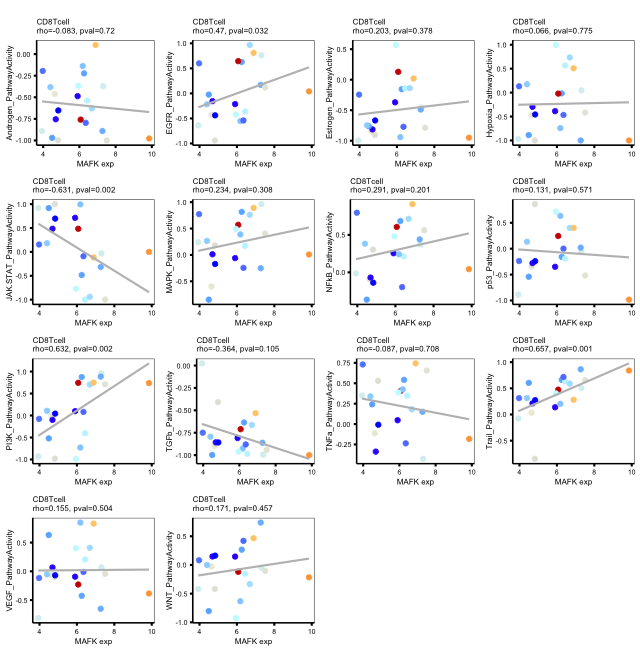 CD8Tcell
rho=-0.083, pval=0.72
Androgen_PathwayActivity
1.00
0.50
0.00
-0.50
-1.00
4 6 8 10
MAFK exp
CD8Tcell
rho=0.47, pval=0.032
EGFR_PathwayActivity
1.0
0.5
0.0
-0.5
-1.0
4 6 8 10
MAFK exp
CD8Tcell
rho=0.203, pval=0.378
Estrogen_PathwayActivity
0.5
0.0
-0.5
-1.0
4 6 8 10
MAFK exp
CD8Tcell
rho=0.066, pval=0.775
Hypoxia_PathwayActivity
1.0
0.5
0.0
-0.5
-1.0
4 6 8 10
MAFK exp
CD8Tcell
rho=-0.631, pval=0.002
JAK.STAT_PathwayActivity
1.0
0.5
0.0
-0.5
-1.0
4 6 8 10
MAFK exp
CD8Tcell
rho=0.234, pval=0.308
MAPK_PathwayActivity
1.0
0.5
0.0
-0.5
4 6 8 10
MAFK exp
CD8Tcell
rho=0.291, pval=0.201
NFkB_PathwayActivity
0.5
0.0
4 6 8 10
MAFK exp
CD8Tcell
rho=0.131, pval=0.571
p53_PathwayActivity
0.5
0.0
-0.5
-1.0
4 6 8 10
MAFK exp
CD8Tcell
rho=0.632, pval=0.002
PI3K_PathwayActivity
1.0
0.5
0.0
-0.5
-1.0
4 6 8 10
MAFK exp
CD8Tcell
rho=-0.364, pval=0.105
TGFb_PathwayActivity
0.00
-0.25
-0.50
-0.75
-1.00
4 6 8 10
MAFK exp
CD8Tcell
rho=-0.087, pval=0.708
TNFa_PathwayActivity
0.75
0.50
0.25
0.00
-0.25
4 6 8 10
MAFK exp
CD8Tcell
rho=0.657, pval=0.001
Trail_PathwayActivity
1.0
0.5
0.0
-0.5
4 6 8 10
MAFK exp
CD8Tcell
rho=0.155, pval=0.504
VEGF_PathwayActivity
0.5
0.0
-0.5
4 6 8 10
MAFK exp
CD8Tcell
rho=0.171, pval=0.457
WNT_PathwayActivity
0.5
0.0
-0.5
-1.0
4 6 8 10
MAFK exp